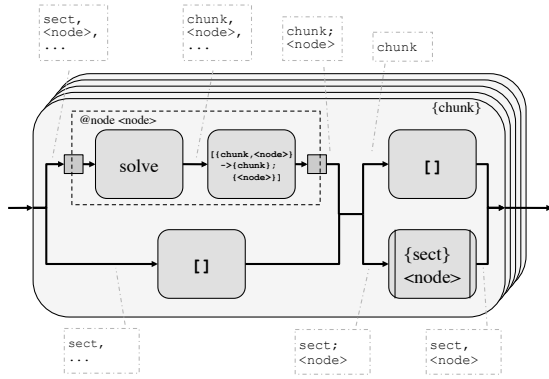 sect,
<node>,
...
chunk,
<node>,
...
chunk;
<node>
chunk
{chunk}
@node <node>
solve
[{chunk,<node>}
->{chunk};
{<node>}]
[]
[]
{sect}
<node>
sect,
...
sect;
<node>
sect,
<node>